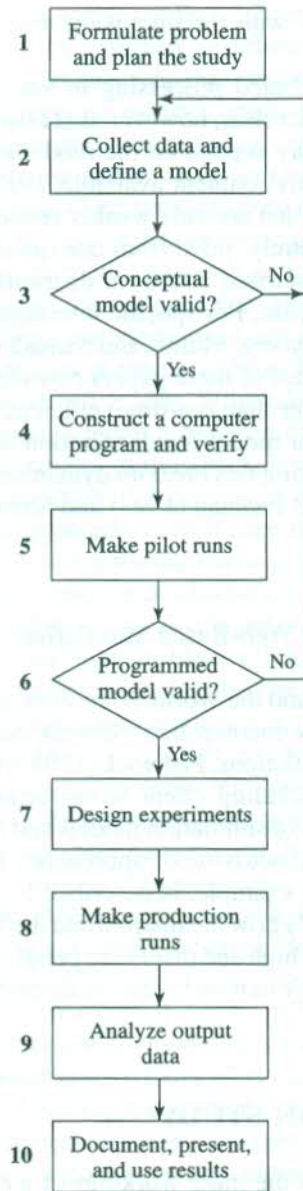 1
Formulate problem
and plan the study
2
Collect data and
define a model
3
Conceptual
model valid?
No
Yes
4
Construct a computer
program and verify
5
Make pilot runs
6
Programmed
model valid?
No
Yes
7
Design experiments
8
Make production
runs
9
Analyze output
data
10
Document, present,
and use results